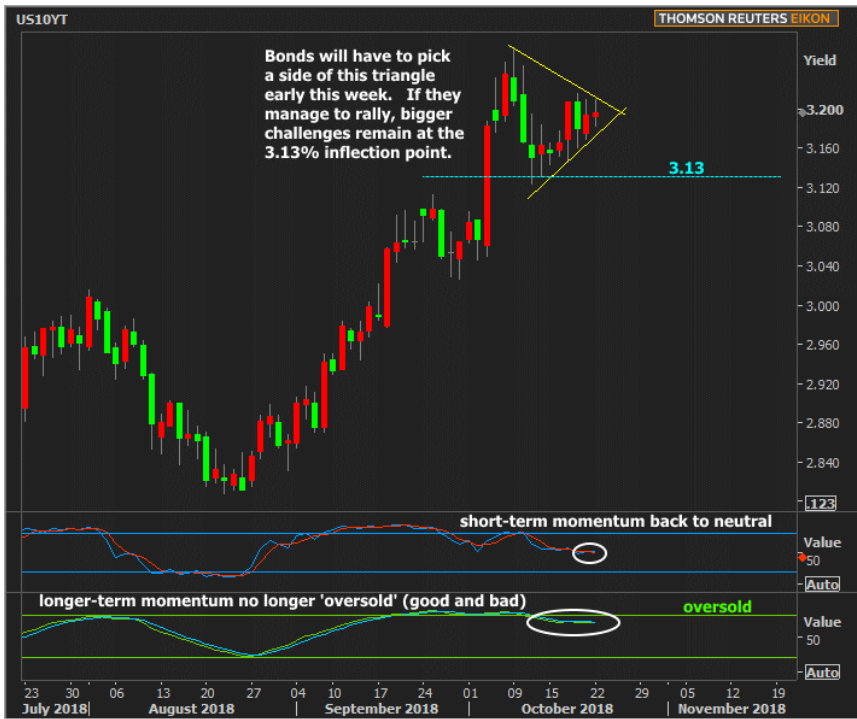 US10YT
THOMSON REUTERS EIKON
Bonds will have to pick
a side of this triangle
early this week. If they
manage to rally, bigger
challenges remain at the
3.13% inflection point.
Yield
3.200
3.160
3.13
3.120
3.080
3.040
3.000
2.960
2.920
2.880
2.840
.123
short-term momentum back to neutral
Value
50
Auto
longer-term momentum no longer 'oversold' (good and bad)
oversold
Value
50
Auto
23 30 06 13 20 27 04 10 17 24 01 09 15 22 29 05 12 19
July 2018 August 2018 September 2018 October 2018 November 2018